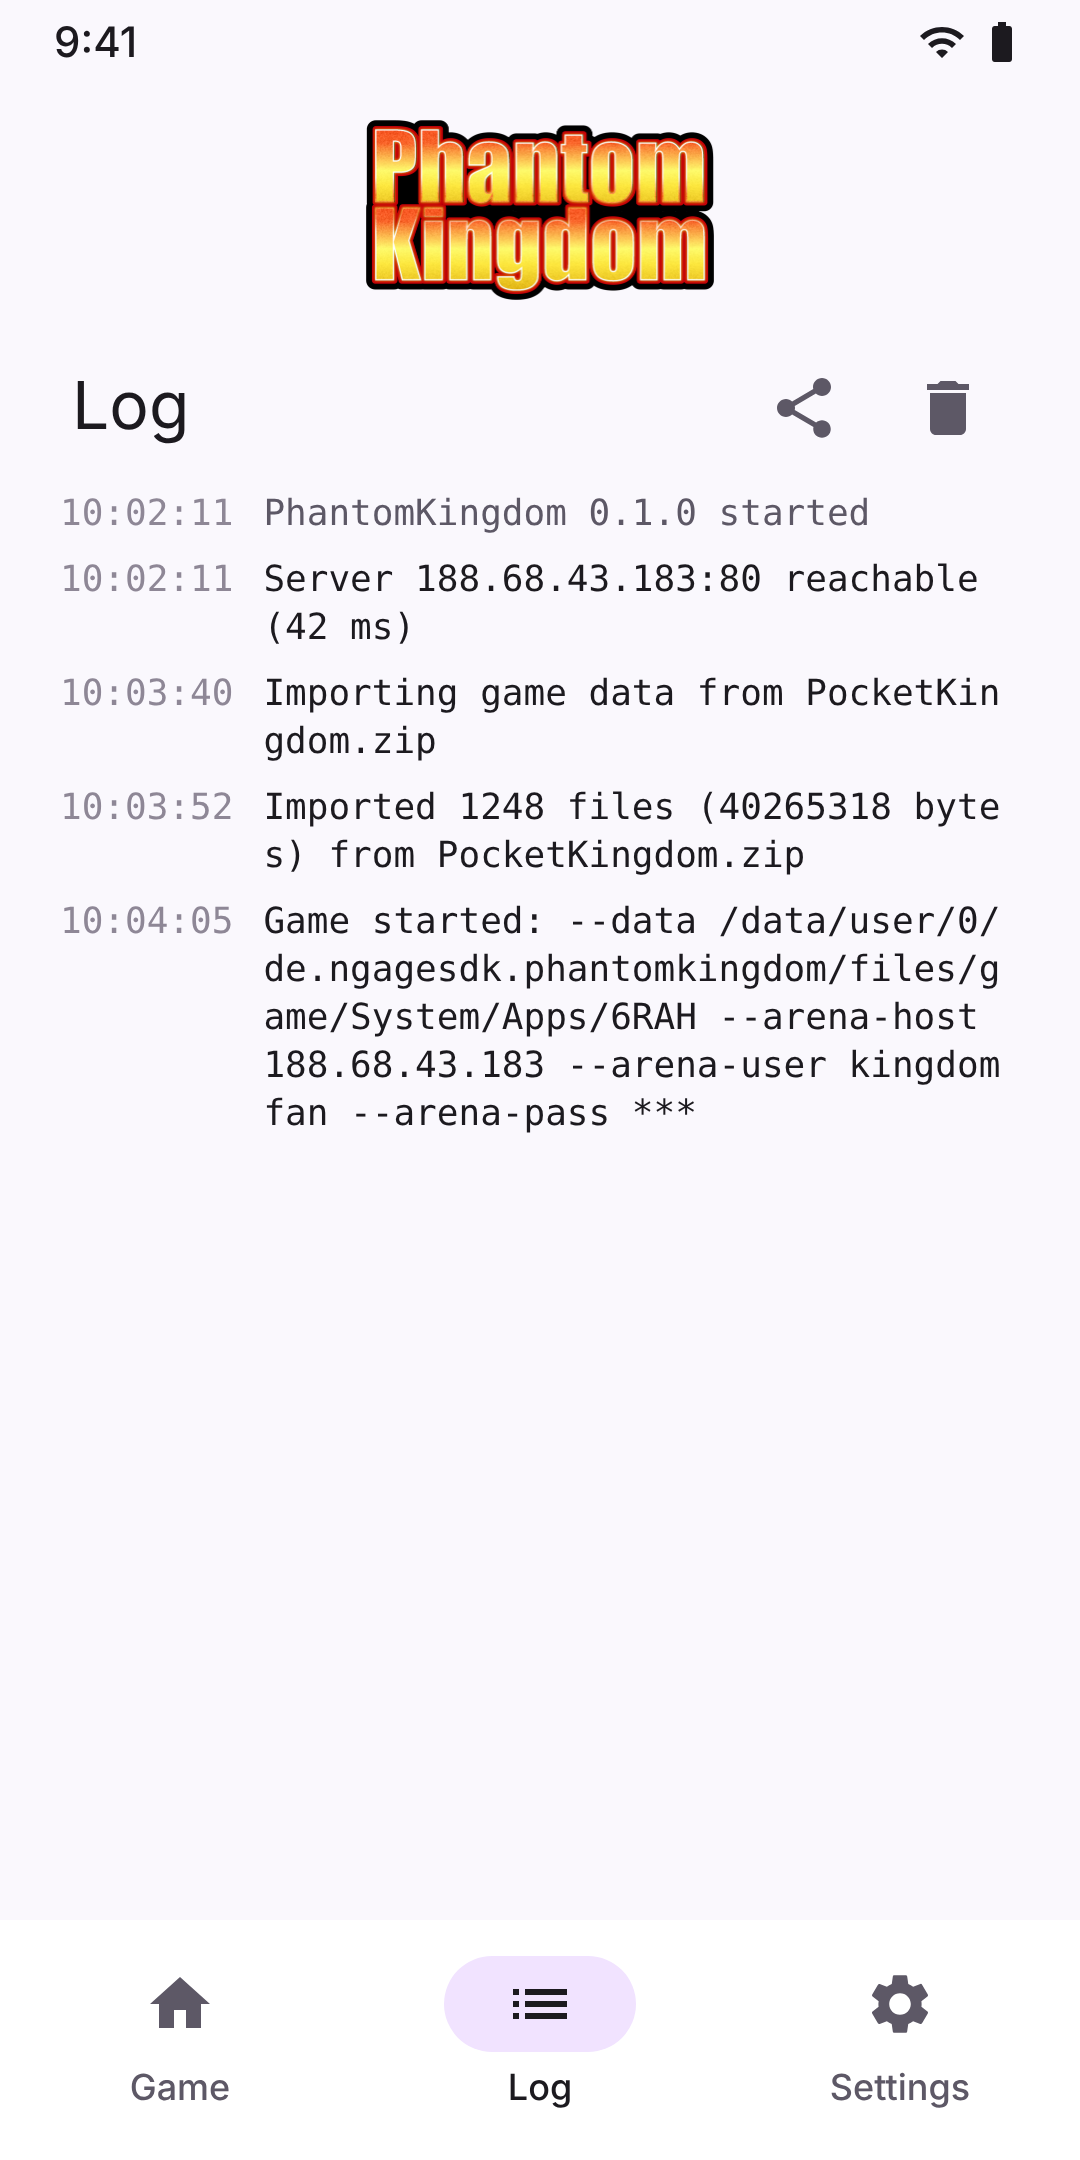 9:41
Phantom
Kingdom
Log
10:02:11 PhantomKingdom 0.1.0 started
10:02:11 Server 188.68.43.183:80 reachable
(42 ms)
10:03:40 Importing game data from PocketKin
gdom.zip
10:03:52 Imported 1248 files (40265318 byte
s) from PocketKingdom.zip
10:04:05 Game started: --data /data/user/0/
de.ngagesdk.phantomkingdom/files/g
ame/System/Apps/6RAH --arena-host
188.68.43.183 --arena-user kingdom
fan --arena-pass ***
Game
Log
Settings